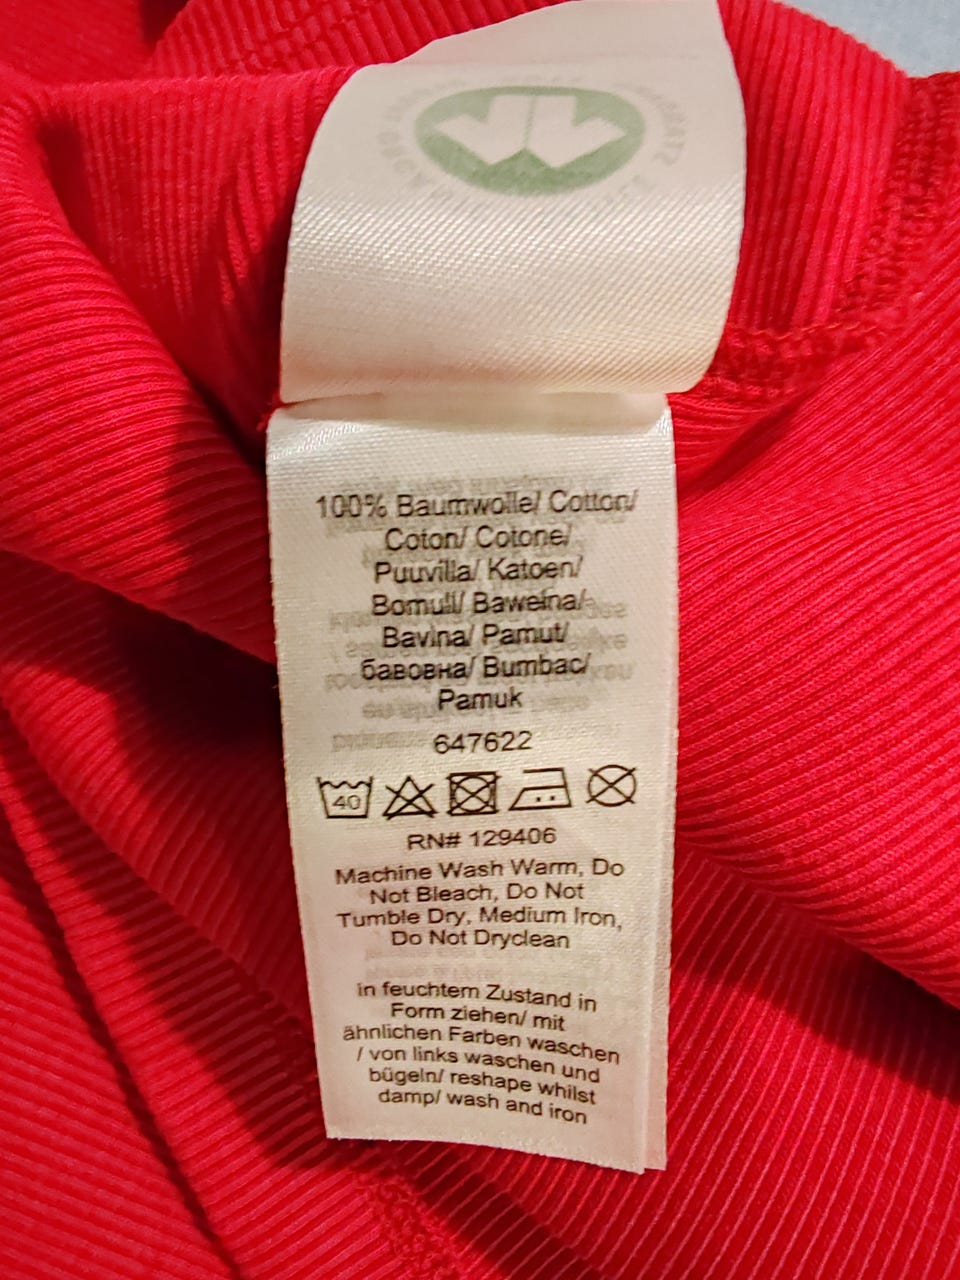 100% Baumwolle/ Cotton/
Coton/ Cotone/
Puuvilla/ Katoen/
Bomull/ Bawełna/
Bavlna/ Pamut/
бавовна/ Bumbac/
Pamuk
647622
40
RN# 129406
Machine Wash Warm, Do
Not Bleach, Do Not
Tumble Dry, Medium Iron,
Do Not Dryclean
in feuchtem Zustand in
Form ziehen/ mit
ähnlichen Farben waschen
/ von links waschen und
bügeln/ reshape whilst
damp/ wash and iron